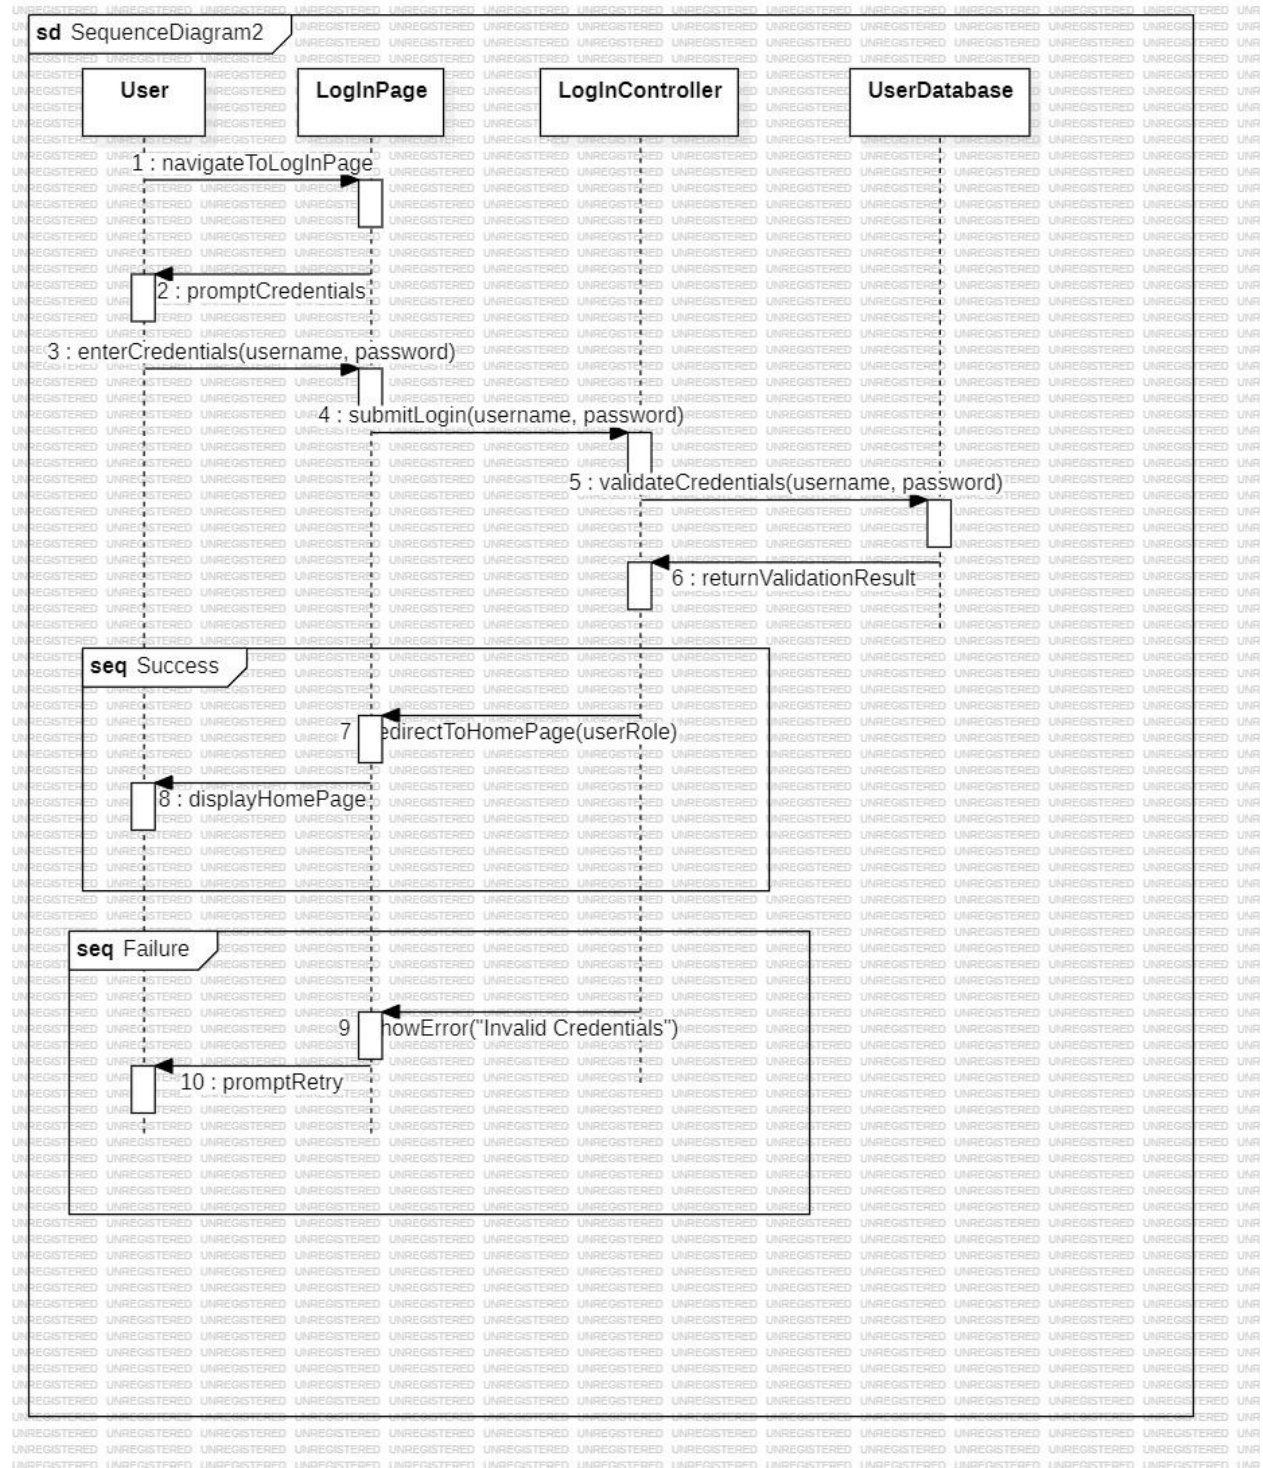 sd SequenceDiagram2
User
LogInPage
LogInController
UserDatabase
1 : navigateToLogInPage
2 : promptCredentials
3 : enterCredentials(username, password)
4 : submitLogin(username, password)
5 : validateCredentials(username, password)
6 : returnValidationResult
seq Success
7 edirectToHomePage(userRole)
8 : displayHomePage
seq Failure
9 howError("Invalid Credentials")
10 : promptRetry
UNREGISTERED